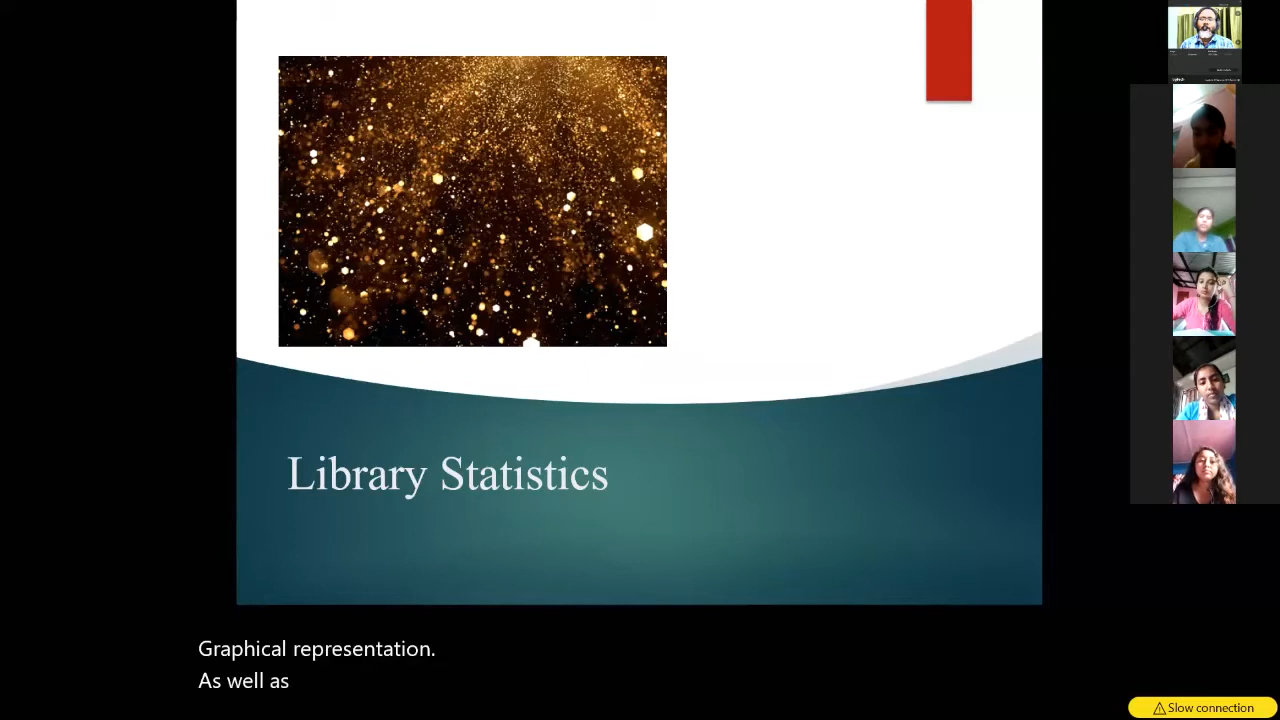 Library Statistics
Graphical representation.
As well as
Slow connection